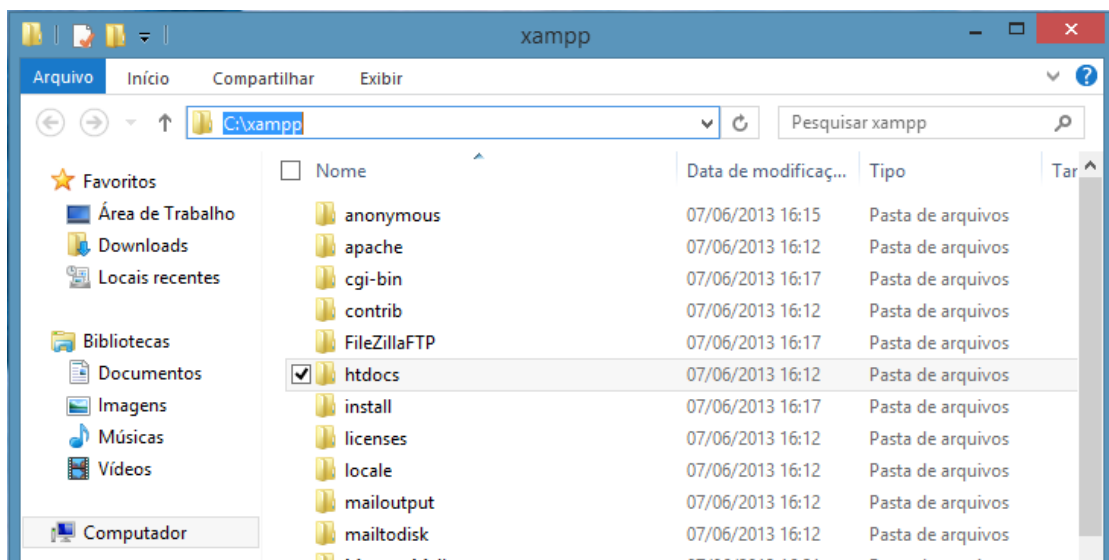 xampp
Arquivo Início Compartilhar Exibir
C:\xampp Pesquisar xampp
Favoritos
Área de Trabalho
Downloads
Locais recentes
Bibliotecas
Documentos
Imagens
Músicas
Vídeos
Computador
Nome Data de modificaç... Tipo Tar
anonymous 07/06/2013 16:15 Pasta de arquivos
apache 07/06/2013 16:12 Pasta de arquivos
cgi-bin 07/06/2013 16:17 Pasta de arquivos
contrib 07/06/2013 16:12 Pasta de arquivos
FileZillaFTP 07/06/2013 16:17 Pasta de arquivos
htdocs 07/06/2013 16:12 Pasta de arquivos
install 07/06/2013 16:17 Pasta de arquivos
licenses 07/06/2013 16:12 Pasta de arquivos
locale 07/06/2013 16:12 Pasta de arquivos
mailoutput 07/06/2013 16:12 Pasta de arquivos
mailtodisk 07/06/2013 16:12 Pasta de arquivos